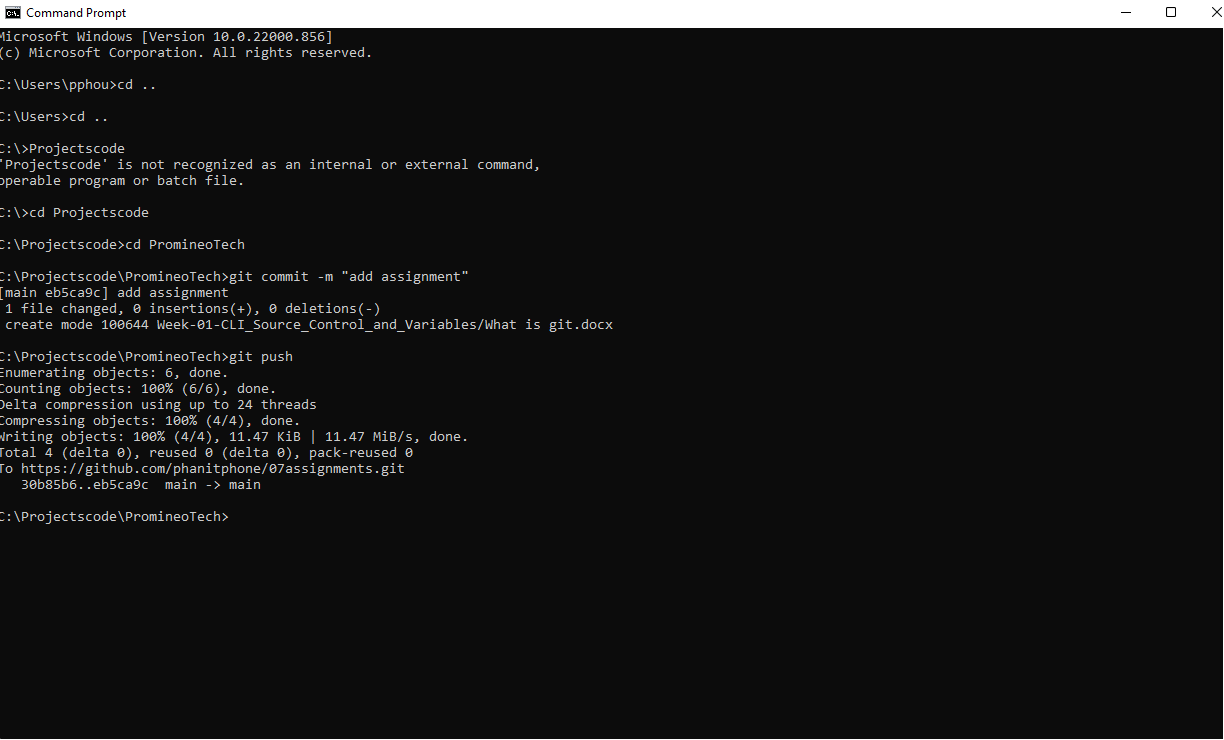 Command Prompt
Microsoft Windows [Version 10.0.22000.856]
(c) Microsoft Corporation. All rights reserved.
C:\Users\pphou>cd ..
C:\Users>cd ..
C:\>Projectscode
'Projectscode' is not recognized as an internal or external command,
operable program or batch file.
C:\>cd Projectscode
C:\Projectscode>cd PromineoTech
C:\Projectscode\PromineoTech>git commit -m "add assignment"
[main eb5ca9c] add assignment
1 file changed, 0 insertions(+), 0 deletions(-)
create mode 100644 Week-01-CLI_Source_Control_and_Variables/What is git.docx
C:\Projectscode\PromineoTech>git push
Enumerating objects: 6, done.
Counting objects: 100% (6/6), done.
Delta compression using up to 24 threads
Compressing objects: 100% (4/4), done.
Writing objects: 100% (4/4), 11.47 KiB | 11.47 MiB/s, done.
Total 4 (delta 0), reused 0 (delta 0), pack-reused 0
To https://github.com/phanitphone/07assignments.git
30b85b6..eb5ca9c  main -> main
C:\Projectscode\PromineoTech>